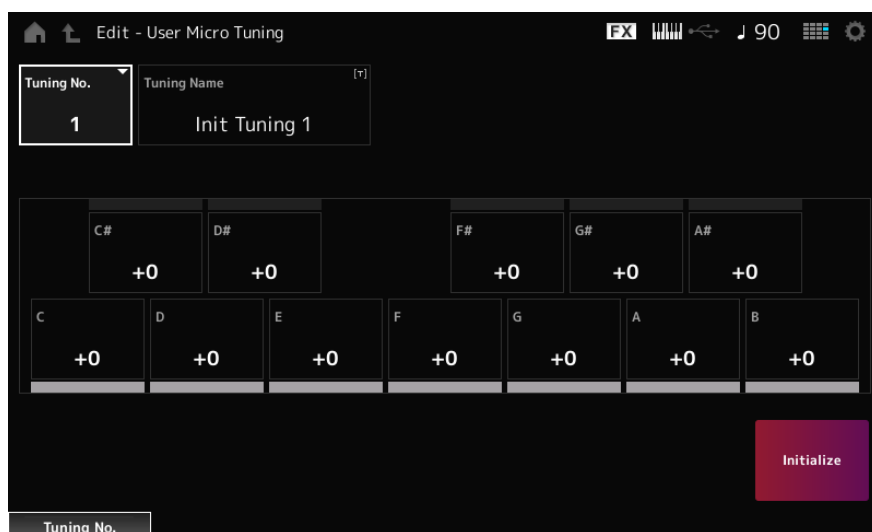 Edit - User Micro Tuning
FX
90
Tuning No.
1
Tuning Name
[T]
Init Tuning 1
C#
+0
D#
+0
F#
+0
G#
+0
A#
+0
C
+0
D
+0
E
+0
F
+0
G
+0
A
+0
B
+0
Initialize
Tuning No.